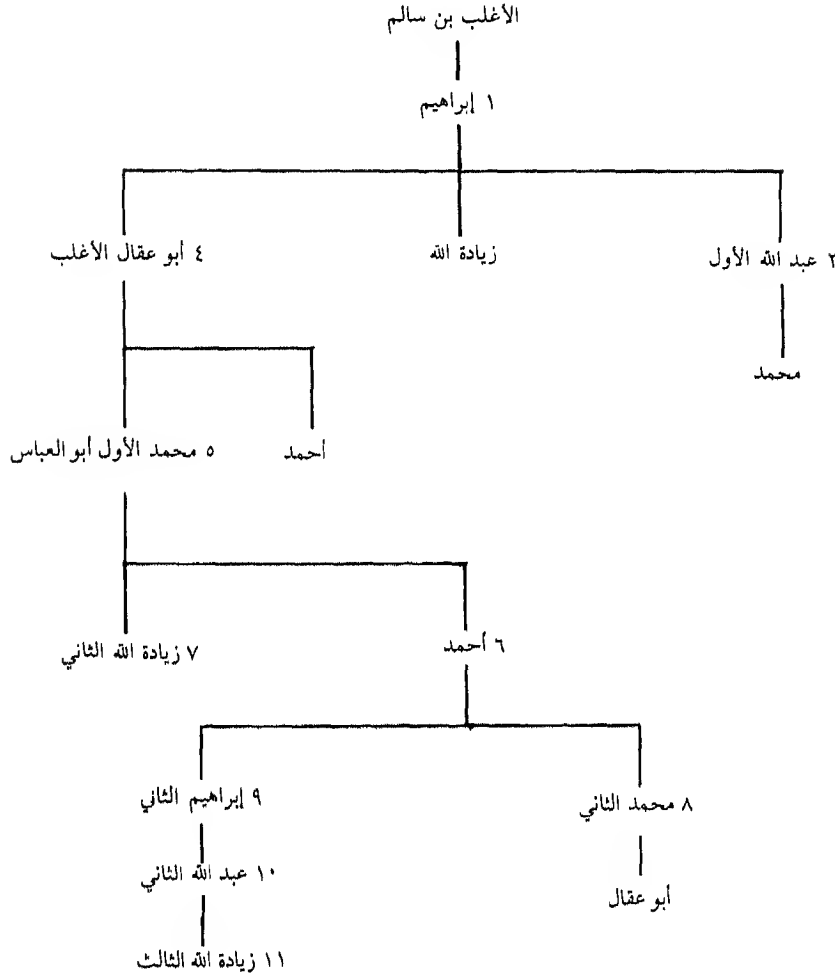 الأغلب بن سالم
١ إبراهيم
٢ عبد الله الأول
زيادة الله
٤ أبو عقال الأغلب
محمد
أحمد
٥ محمد الأول أبو العباس
٦ أحمد
٧ زيادة الله الثاني
٨ محمد الثاني
٩ إبراهيم الثاني
أبو عقال
١٠ عبد الله الثاني
١١ زيادة الله الثالث